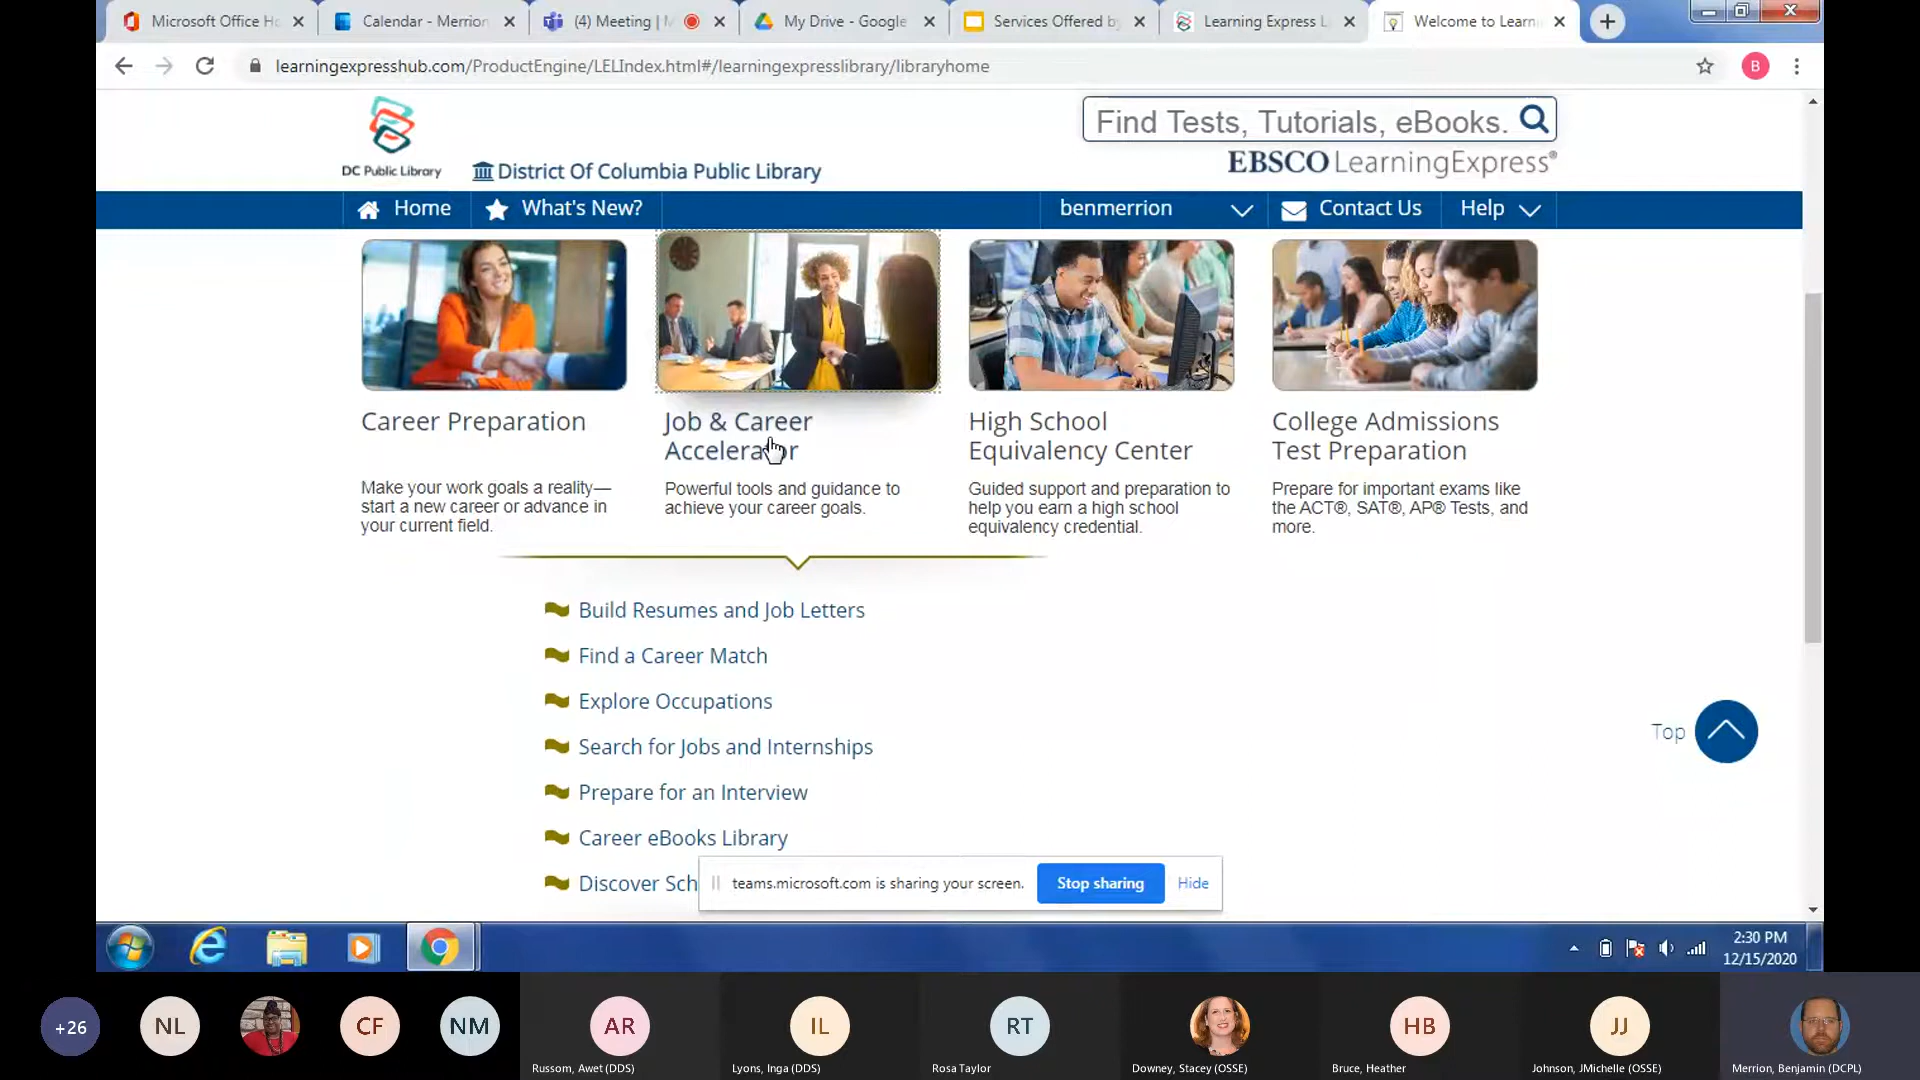 Microsoft Office Ho
Calendar - Merrion
(4) Meeting | M
My Drive - Google
Services Offered by
Learning Express L
Welcome to Learn
learningexpresshub.com/ProductEngine/LELIndex.html#/learningexpresslibrary/libraryhome
B
DC Public Library
District Of Columbia Public Library
Find Tests, Tutorials, eBooks.
EBSCO LearningExpress®
Home
What's New?
benmerrion
Contact Us
Help
Career Preparation
Make your work goals a reality—
start a new career or advance in
your current field.
Job & Career
Accelerator
Powerful tools and guidance to
achieve your career goals.
High School
Equivalency Center
Guided support and preparation to
help you earn a high school
equivalency credential.
College Admissions
Test Preparation
Prepare for important exams like
the ACT®, SAT®, AP® Tests, and
more.
Build Resumes and Job Letters
Find a Career Match
Explore Occupations
Search for Jobs and Internships
Prepare for an Interview
Career eBooks Library
Discover Sch
Top
teams.microsoft.com is sharing your screen.
Stop sharing
Hide
2:30 PM
12/15/2020
+26
NL
CF
NM
AR
IL
RT
HB
JJ
Russom, Awet (DDS)
Lyons, Inga (DDS)
Rosa Taylor
Downey, Stacey (OSSE)
Bruce, Heather
Johnson, JMichelle (OSSE)
Merrion, Benjamin (DCPL)